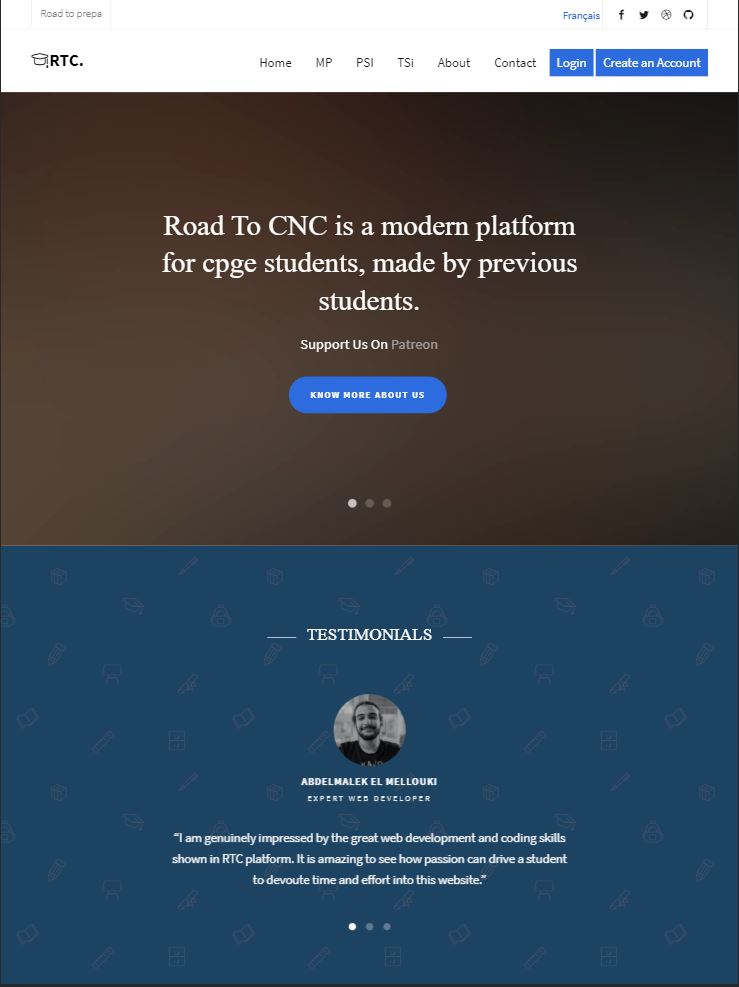 Road to prepa
Français
RTC.
Home MP PSI TSi About Contact Login Create an Account
Road To CNC is a modern platform
for cpge students, made by previous
students.
Support Us On Patreon
KNOW MORE ABOUT US
TESTIMONIALS
ABDELMALEK EL MELLOUKI
EXPERT WEB DEVELOPER
“I am genuinely impressed by the great web development and coding skills
shown in RTC platform. It is amazing to see how passion can drive a student
to devoute time and effort into this website.”